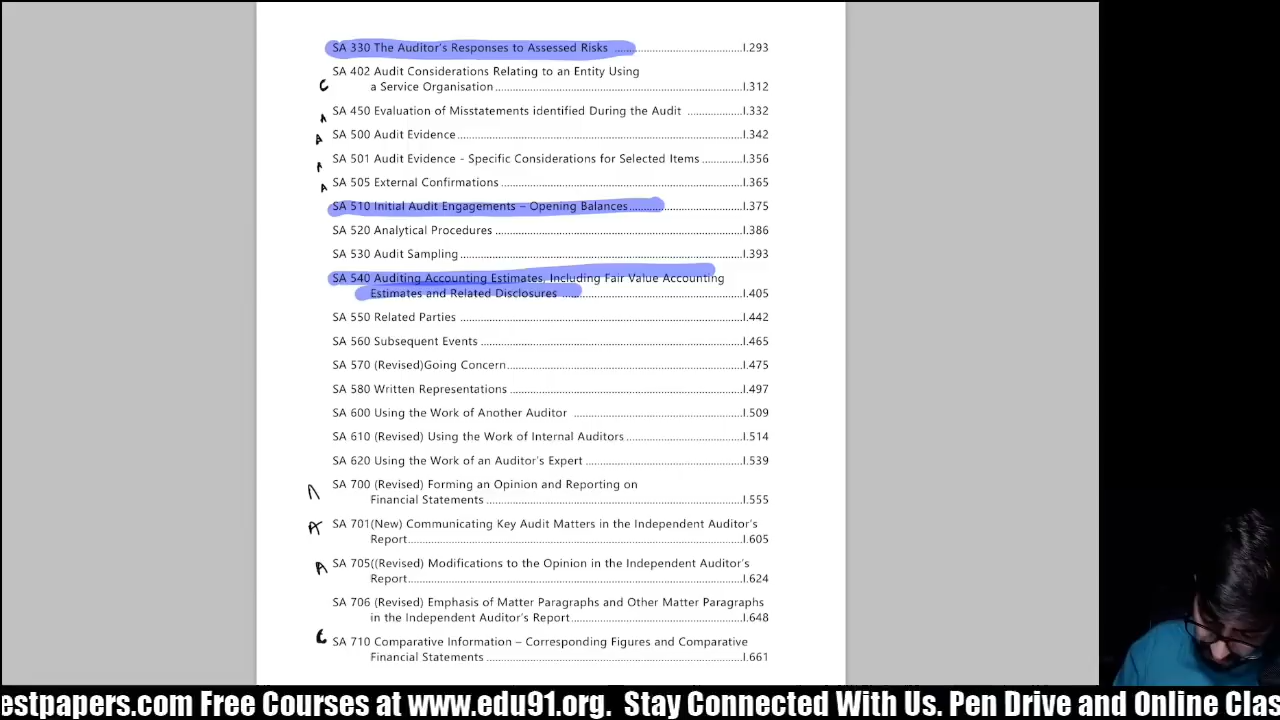 SA 330 The Auditor's Responses to Assessed Risks ..........I.293
SA 402 Audit Considerations Relating to an Entity Using
C
a Service Organisation..........I.312
A SA 450 Evaluation of Misstatements identified During the Audit ..........I.332
A SA 500 Audit Evidence..........I.342
A SA 501 Audit Evidence - Specific Considerations for Selected Items..........I.356
A SA 505 External Confirmations..........I.365
SA 510 Initial Audit Engagements – Opening Balances..........I.375
SA 520 Analytical Procedures..........I.386
SA 530 Audit Sampling..........I.393
SA 540 Auditing Accounting Estimates, Including Fair Value Accounting
Estimates and Related Disclosures ..........I.405
SA 550 Related Parties ..........I.442
SA 560 Subsequent Events ..........I.465
SA 570 (Revised)Going Concern..........I.475
SA 580 Written Representations ..........I.497
SA 600 Using the Work of Another Auditor ..........I.509
SA 610 (Revised) Using the Work of Internal Auditors..........I.514
SA 620 Using the Work of an Auditor's Expert ..........I.539
SA 700 (Revised) Forming an Opinion and Reporting on
Financial Statements ..........I.555
A SA 701(New) Communicating Key Audit Matters in the Independent Auditor's
Report..........I.605
A SA 705((Revised) Modifications to the Opinion in the Independent Auditor's
Report..........I.624
SA 706 (Revised) Emphasis of Matter Paragraphs and Other Matter Paragraphs
in the Independent Auditor's Report..........I.648
C SA 710 Comparative Information – Corresponding Figures and Comparative
Financial Statements ..........I.661
estpapers.com Free Courses at www.edu91.org. Stay Connected With Us. Pen Drive and Online Clas